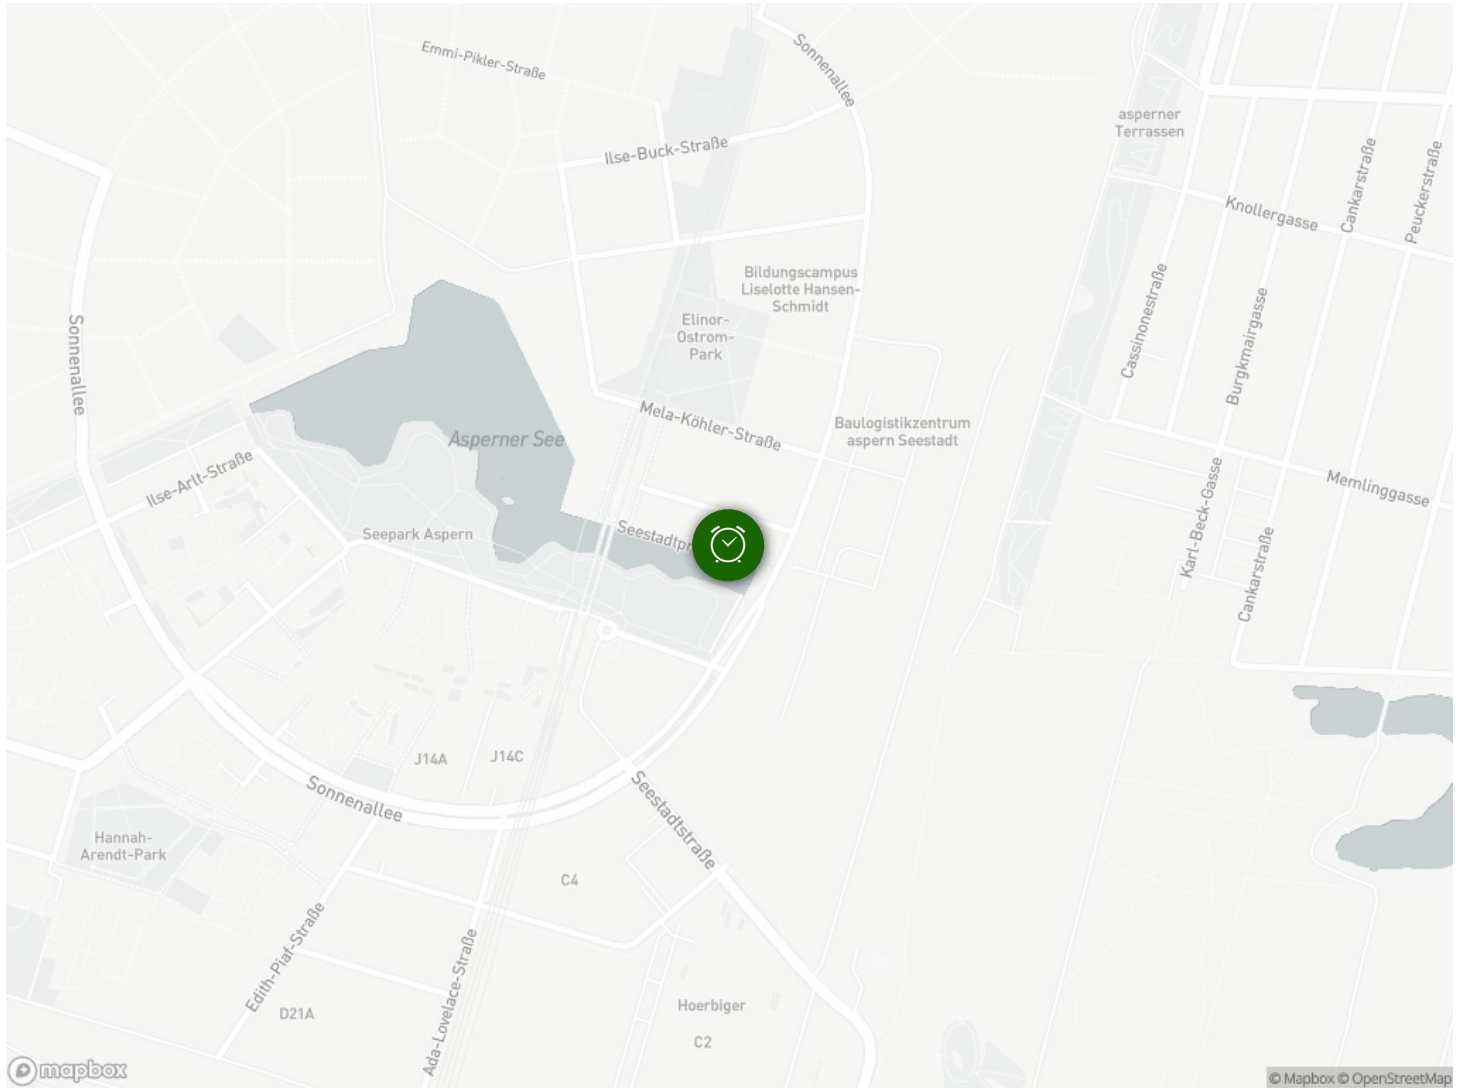 Emmi-Pikler-Straße
Sonnenallee
asperner
Terrassen
Ilse-Buck-Straße
Cankarstraße
Peuckerstraße
Knollergasse
Bildungscampus
Liselotte Hansen-
Schmidt
Cassinonestraße
Burgkmairgasse
Elinor-
Ostrom-
Park
Sonnenallee
Mela-Köhler-Straße
Baulogistikzentrum
aspern Seestadt
Asperner See
Ilse-Arlt-Straße
Memlinggasse
Karl-Beck-Gasse
Seepark Aspern
Seestadtpr
Cankarstraße
J14A
J14C
Sonnenallee
Seestadtstraße
Hannah-
Arendt-Park
C4
Edith-Piaf-Straße
Ada-Lovelace-Straße
D21A
Hoerbiger
C2
mapbox
© Mapbox © OpenStreetMap